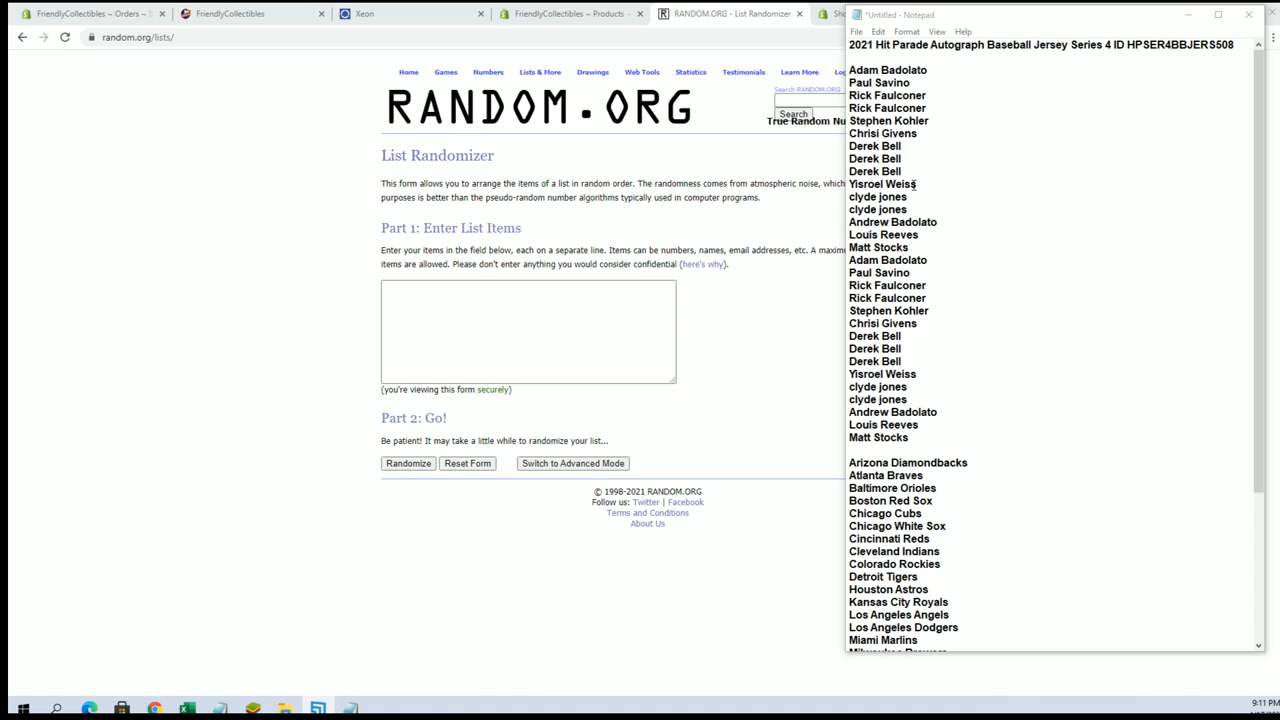 FriendlyCollectibles ~ Orders ~ S
FriendlyCollectibles
Xeon
FriendlyCollectibles ~ Products ~
RANDOM.ORG - List Randomizer
random.org/lists/
Home
Games
Numbers
Lists & More
Drawings
Web Tools
Statistics
Testimonials
Learn More
Search RANDOM.ORG
Search
RANDOM.ORG
True Random Nu
List Randomizer
This form allows you to arrange the items of a list in random order. The randomness comes from atmospheric noise, which
purposes is better than the pseudo-random number algorithms typically used in computer programs.
Part 1: Enter List Items
Enter your items in the field below, each on a separate line. Items can be numbers, names, email addresses, etc. A maxim
items are allowed. Please don't enter anything you would consider confidential (here's why).
(you're viewing this form securely)
Part 2: Go!
Be patient! It may take a little while to randomize your list...
Randomize
Reset Form
Switch to Advanced Mode
© 1998-2021 RANDOM.ORG
Follow us: Twitter | Facebook
Terms and Conditions
About Us
*Untitled - Notepad
File Edit Format View Help
2021 Hit Parade Autograph Baseball Jersey Series 4 ID HPSER4BBJERS508
Adam Badolato
Paul Savino
Rick Faulconer
Rick Faulconer
Stephen Kohler
Chrisi Givens
Derek Bell
Derek Bell
Derek Bell
Yisroel Weiss
clyde jones
clyde jones
Andrew Badolato
Louis Reeves
Matt Stocks
Adam Badolato
Paul Savino
Rick Faulconer
Rick Faulconer
Stephen Kohler
Chrisi Givens
Derek Bell
Derek Bell
Derek Bell
Yisroel Weiss
clyde jones
clyde jones
Andrew Badolato
Louis Reeves
Matt Stocks
Arizona Diamondbacks
Atlanta Braves
Baltimore Orioles
Boston Red Sox
Chicago Cubs
Chicago White Sox
Cincinnati Reds
Cleveland Indians
Colorado Rockies
Detroit Tigers
Houston Astros
Kansas City Royals
Los Angeles Angels
Los Angeles Dodgers
Miami Marlins
9:11 PM